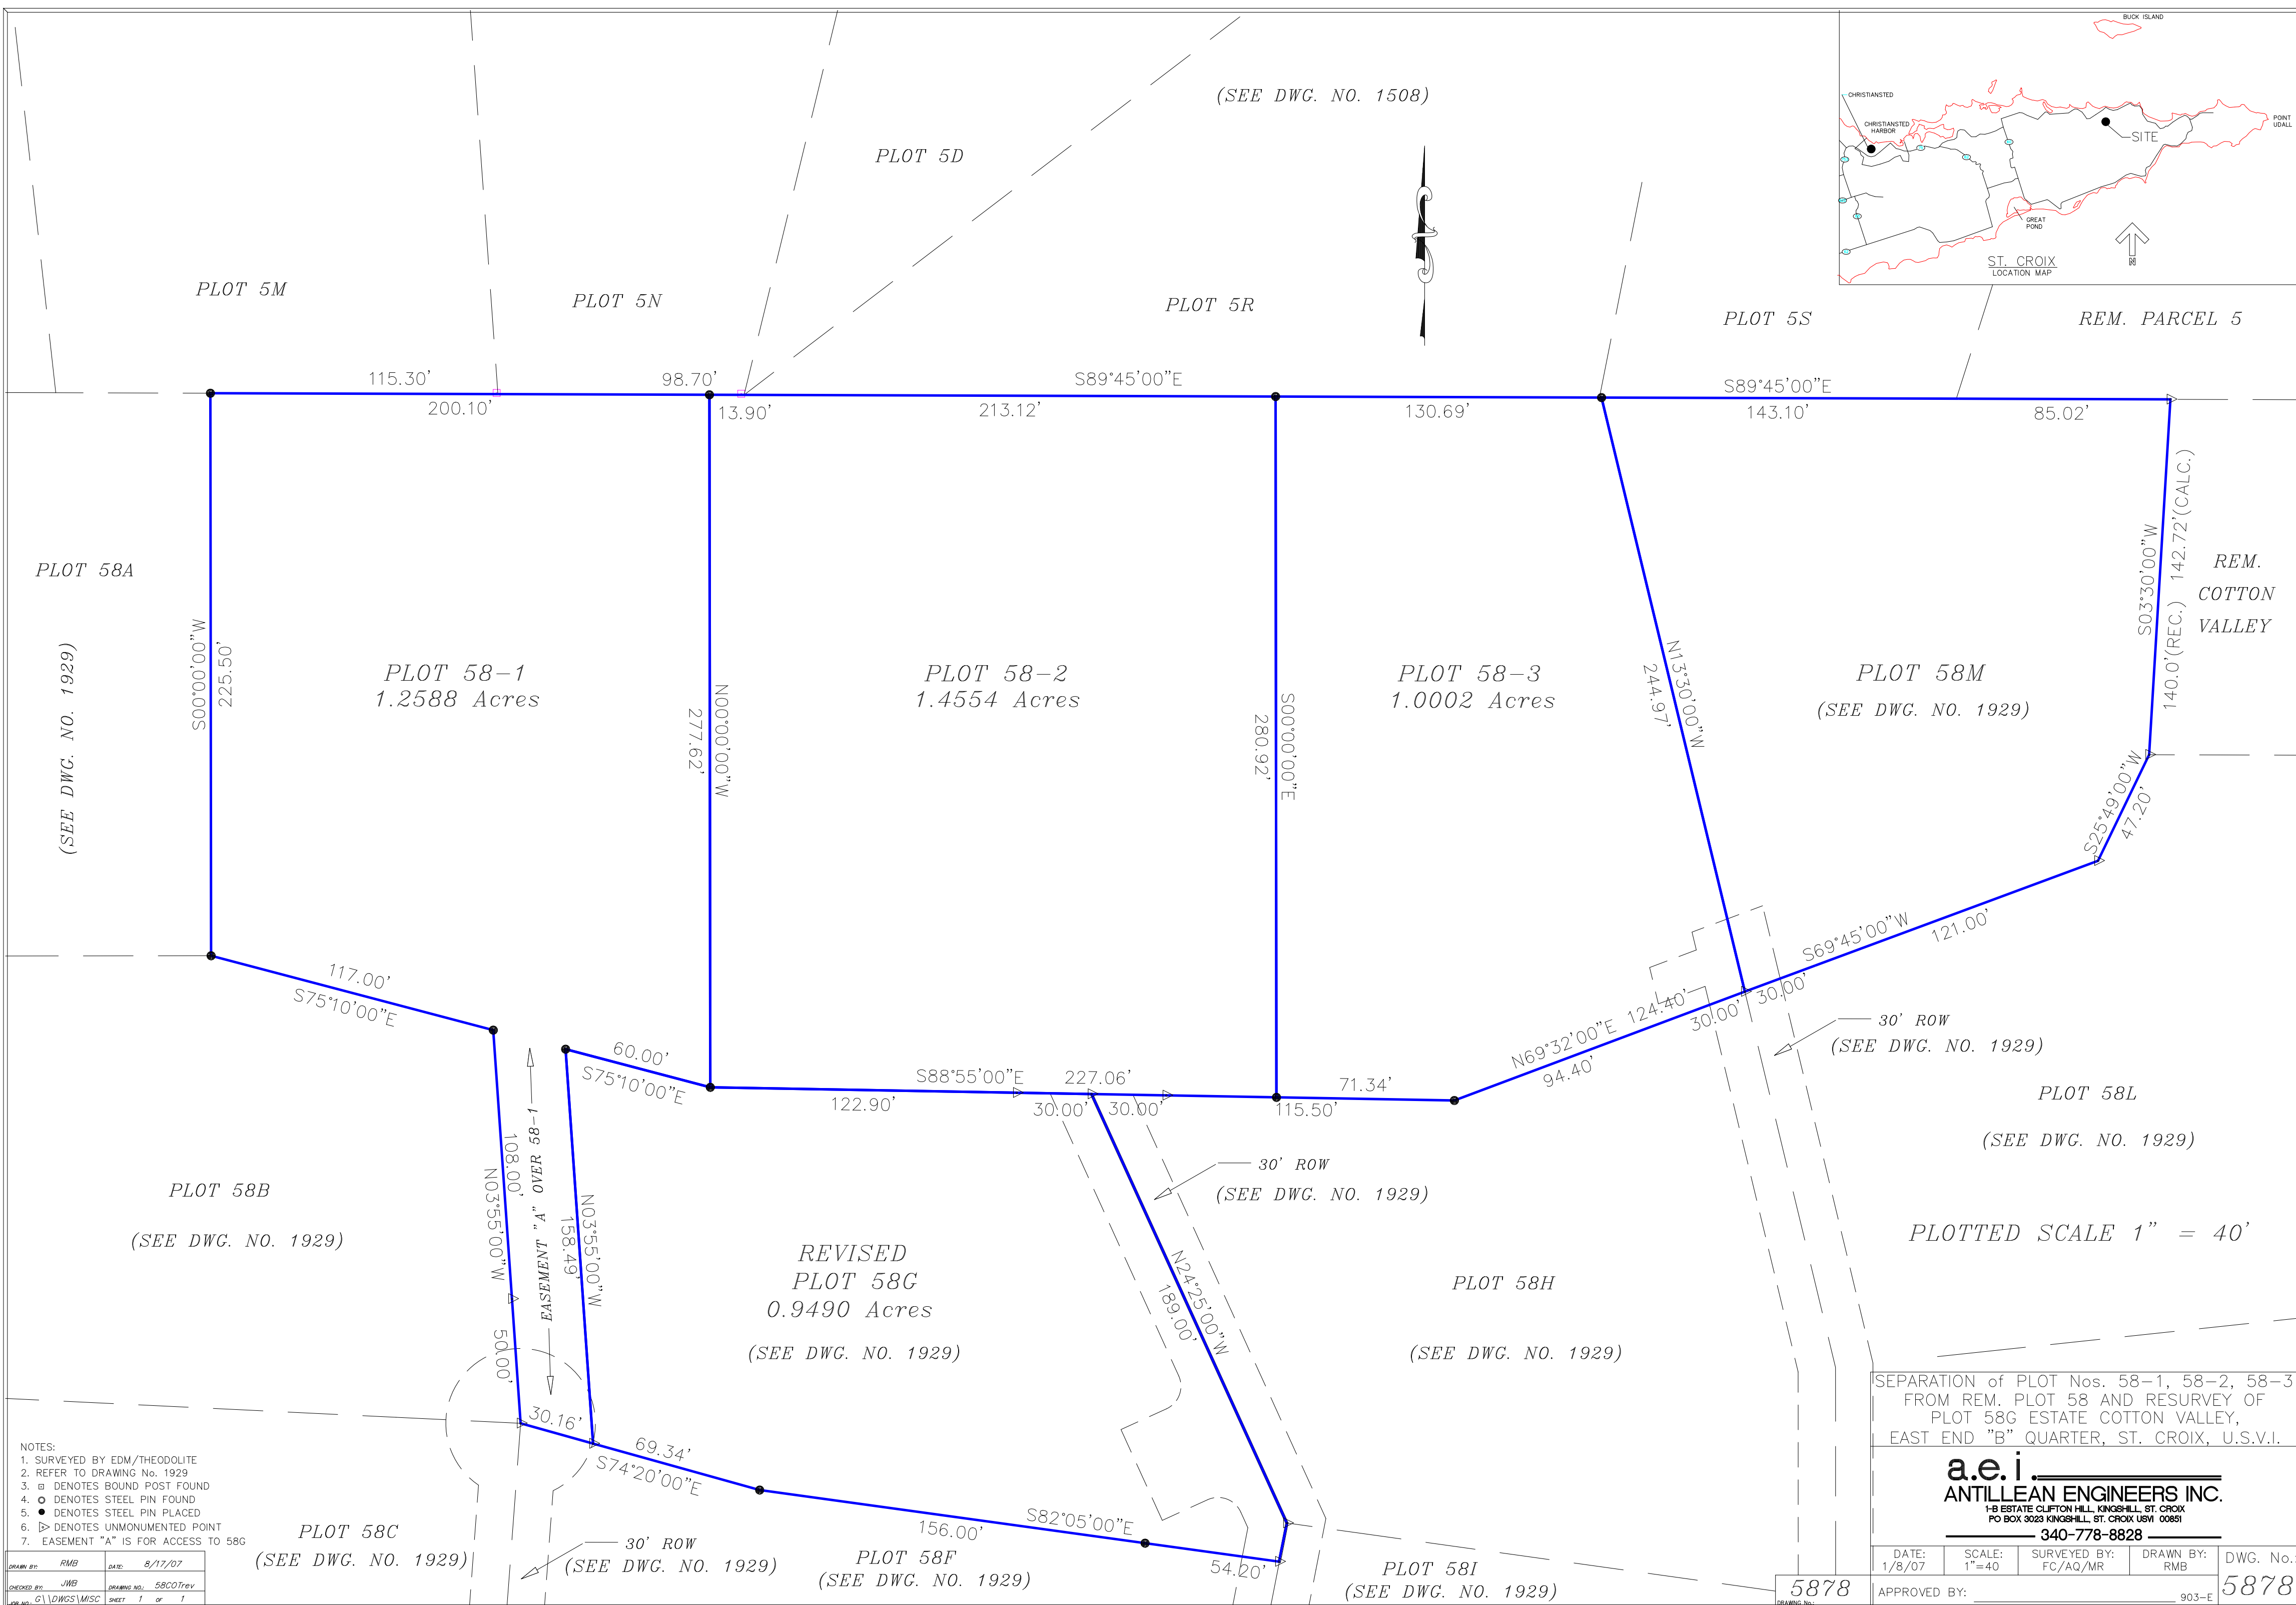 BUCK ISLAND
CHRISTIANSTED
CHRISTIANSTED
HARBOR
POINT
UDALL
SITE
GREAT
POND
ST. CROIX
LOCATION MAP
N
(SEE DWG. NO. 1508)
PLOT 5D
PLOT 5M
PLOT 5N
PLOT 5R
PLOT 5S
REM. PARCEL 5
115.30'
98.70'
S89°45'00"E
S89°45'00"E
200.10'
13.90'
213.12'
130.69'
143.10'
85.02'
PLOT 58A
(SEE DWG. NO. 1929)
S00°00'00"W
225.50'
PLOT 58-1
1.2588 Acres
N00°00'00"W
277.62'
PLOT 58-2
1.4554 Acres
S00°00'00"E
280.92'
PLOT 58-3
1.0002 Acres
N13°30'00"W
244.97'
PLOT 58M
(SEE DWG. NO. 1929)
S03°30'00"W
140.0'(REC.) 142.72'(CALC.)
REM.
COTTON
VALLEY
S25°49'00"W
47.20'
S69°45'00"W
121.00'
30.00'
N69°32'00"E 124.40'
30.00'
94.40'
117.00'
S75°10'00"E
60.00'
S75°10'00"E
S88°55'00"E
227.06'
71.34'
122.90'
30.00'
30.00'
115.50'
30' ROW
(SEE DWG. NO. 1929)
PLOT 58L
(SEE DWG. NO. 1929)
30' ROW
(SEE DWG. NO. 1929)
PLOT 58B
(SEE DWG. NO. 1929)
108.00'
N03°55'00"W
50.00'
EASEMENT "A" OVER 58-1
N03°55'00"W
158.49'
REVISED
PLOT 58G
0.9490 Acres
(SEE DWG. NO. 1929)
N24°25'00"W
189.00'
PLOT 58H
(SEE DWG. NO. 1929)
PLOTTED SCALE 1" = 40'
30.16'
69.34'
S74°20'00"E
S82°05'00"E
156.00'
54.20'
PLOT 58C
(SEE DWG. NO. 1929)
30' ROW
(SEE DWG. NO. 1929)
PLOT 58F
(SEE DWG. NO. 1929)
PLOT 58I
(SEE DWG. NO. 1929)
NOTES:
1. SURVEYED BY EDM/THEODOLITE
2. REFER TO DRAWING No. 1929
3. DENOTES BOUND POST FOUND
4. DENOTES STEEL PIN FOUND
5. DENOTES STEEL PIN PLACED
6. DENOTES UNMONUMENTED POINT
7. EASEMENT "A" IS FOR ACCESS TO 58G
DRAWN BY: RMB DATE: 8/17/07
CHECKED BY: JWB DRAWING NO.: 58COTrev
JOB NO.: G\\DWGS\MISC SHEET 1 OF 1
SEPARATION of PLOT Nos. 58-1, 58-2, 58-3
FROM REM. PLOT 58 AND RESURVEY OF
PLOT 58G ESTATE COTTON VALLEY,
EAST END "B" QUARTER, ST. CROIX, U.S.V.I.
a.e.i.
ANTILLEAN ENGINEERS INC.
1-B ESTATE CLIFTON HILL, KINGSHILL, ST. CROIX
PO BOX 3023 KINGSHILL, ST. CROIX USVI 00851
340-778-8828
DATE: 1/8/07
SCALE: 1"=40
SURVEYED BY: FC/AQ/MR
DRAWN BY: RMB
DWG. No.: 5878
5878
DRAWING No.:
APPROVED BY:
903-E